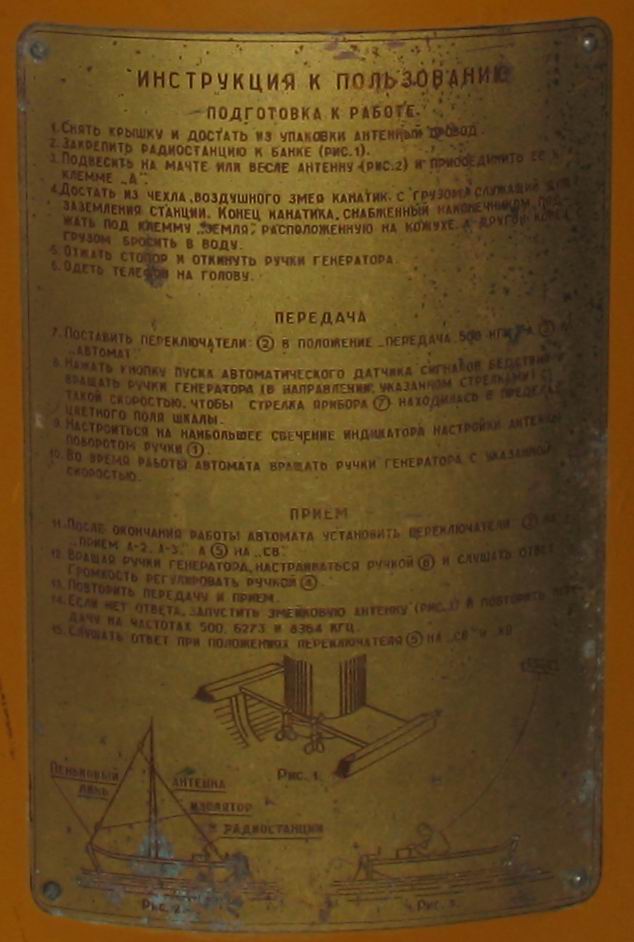 ИНСТРУКЦИЯ К ПОЛЬЗОВАНИЮ
ПОДГОТОВКА К РАБОТЕ.
1. СНЯТЬ КРЫШКУ И ДОСТАТЬ ИЗ УПАКОВКИ АНТЕННЫЙ ПРОВОД.
2. ЗАКРЕПИТЬ РАДИОСТАНЦИЮ К БАНКЕ (РИС.1).
3. ПОДВЕСИТЬ НА МАЧТЕ ИЛИ ВЕСЛЕ АНТЕННУ (РИС.2) И ПРИСОЕДИНИТЬ ЕЕ К
КЛЕММЕ „А".
4. ДОСТАТЬ ИЗ ЧЕХЛА ВОЗДУШНОГО ЗМЕЯ КАНАТИК С ГРУЗОМ СЛУЖАЩИЙ ДЛЯ
ЗАЗЕМЛЕНИЯ СТАНЦИИ. КОНЕЦ КАНАТИКА, СНАБЖЕННЫЙ НАКОНЕЧНИКОМ, ПОД-
ЖАТЬ ПОД КЛЕММУ „ЗЕМЛЯ", РАСПОЛОЖЕННУЮ НА КОЖУХЕ, А ДРУГОЙ КОНЕЦ С
ГРУЗОМ БРОСИТЬ В ВОДУ.
5. ОТЖАТЬ СТОПОР И ОТКИНУТЬ РУЧКИ ГЕНЕРАТОРА.
6. ОДЕТЬ ТЕЛЕФОН НА ГОЛОВУ.
ПЕРЕДАЧА
7. ПОСТАВИТЬ ПЕРЕКЛЮЧАТЕЛИ: ② В ПОЛОЖЕНИЕ „ПЕРЕДАЧА 500 КГЦ" А
„АВТОМАТ"
8. НАЖАТЬ КНОПКУ ПУСКА АВТОМАТИЧЕСКОГО ДАТЧИКА СИГНАЛОВ БЕДСТВИЯ И
ВРАЩАТЬ РУЧКИ ГЕНЕРАТОРА (В НАПРАВЛЕНИИ, УКАЗАННОМ СТРЕЛКАМИ) С
ТАКОЙ СКОРОСТЬЮ, ЧТОБЫ СТРЕЛКА ПРИБОРА ⑦ НАХОДИЛАСЬ В ПРЕДЕЛАХ
ЦВЕТНОГО ПОЛЯ ШКАЛЫ.
9. НАСТРОИТЬСЯ НА НАИБОЛЬШЕЕ СВЕЧЕНИЕ ИНДИКАТОРА НАСТРОЙКИ АНТЕННЫ
ПОВОРОТОМ РУЧКИ ①.
10. ВО ВРЕМЯ РАБОТЫ АВТОМАТА ВРАЩАТЬ РУЧКИ ГЕНЕРАТОРА С УКАЗАННОЙ
СКОРОСТЬЮ.
ПРИЕМ
11. ПОСЛЕ ОКОНЧАНИЯ РАБОТЫ АВТОМАТА УСТАНОВИТЬ ПЕРЕКЛЮЧАТЕЛИ ② НА
„ПРИЕМ А-2, А-3." А ⑤ НА „СВ"
12. ВРАЩАЯ РУЧКИ ГЕНЕРАТОРА, НАСТРАИВАТЬСЯ РУЧКОЙ ⑥ И СЛУШАТЬ ОТВЕТ
ГРОМКОСТЬ РЕГУЛИРОВАТЬ РУЧКОЙ ④.
13. ПОВТОРИТЬ ПЕРЕДАЧУ И ПРИЕМ.
14. ЕСЛИ НЕТ ОТВЕТА, ЗАПУСТИТЬ ЗМЕЙКОВУЮ АНТЕННУ (РИС.3) И ПОВТОРИТЬ ПЕРЕ-
ДАЧУ НА ЧАСТОТАХ 500, 6273 И 8364 КГЦ.
15. СЛУШАТЬ ОТВЕТ ПРИ ПОЛОЖЕНИЯХ ПЕРЕКЛЮЧАТЕЛЯ ⑤ НА „СВ" И „КВ"
РИС. 1.
ПЕНЬКОВЫЙ
ЛИНЬ
АНТЕННА
ИЗОЛЯТОР
РАДИОСТАНЦИЯ
РИС. 2.
РИС. 3.